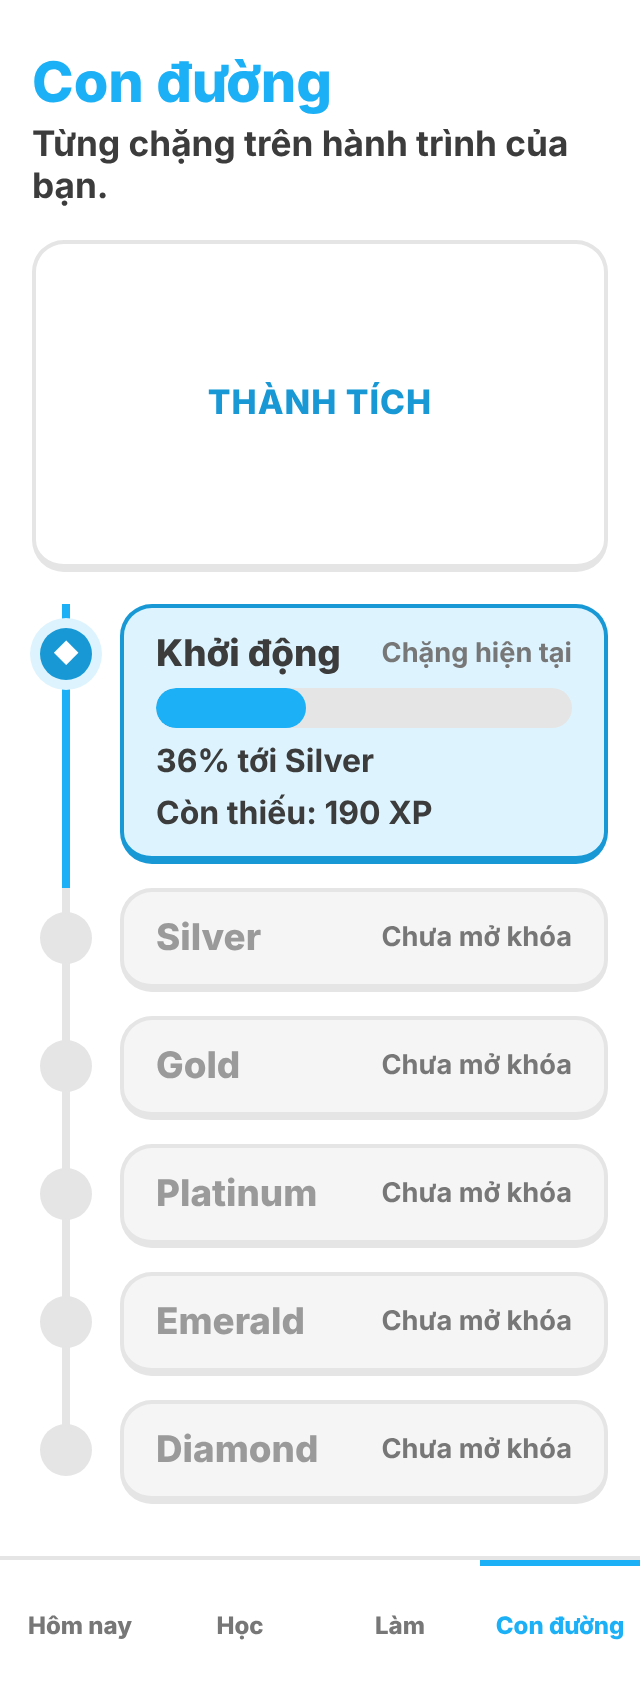 Con đường
Từng chặng trên hành trình của
bạn.
THÀNH TÍCH
Khởi động
Chặng hiện tại
36% tới Silver
Còn thiếu: 190 XP
Silver
Chưa mở khóa
Gold
Chưa mở khóa
Platinum
Chưa mở khóa
Emerald
Chưa mở khóa
Diamond
Chưa mở khóa
Hôm nay
Học
Làm
Con đường